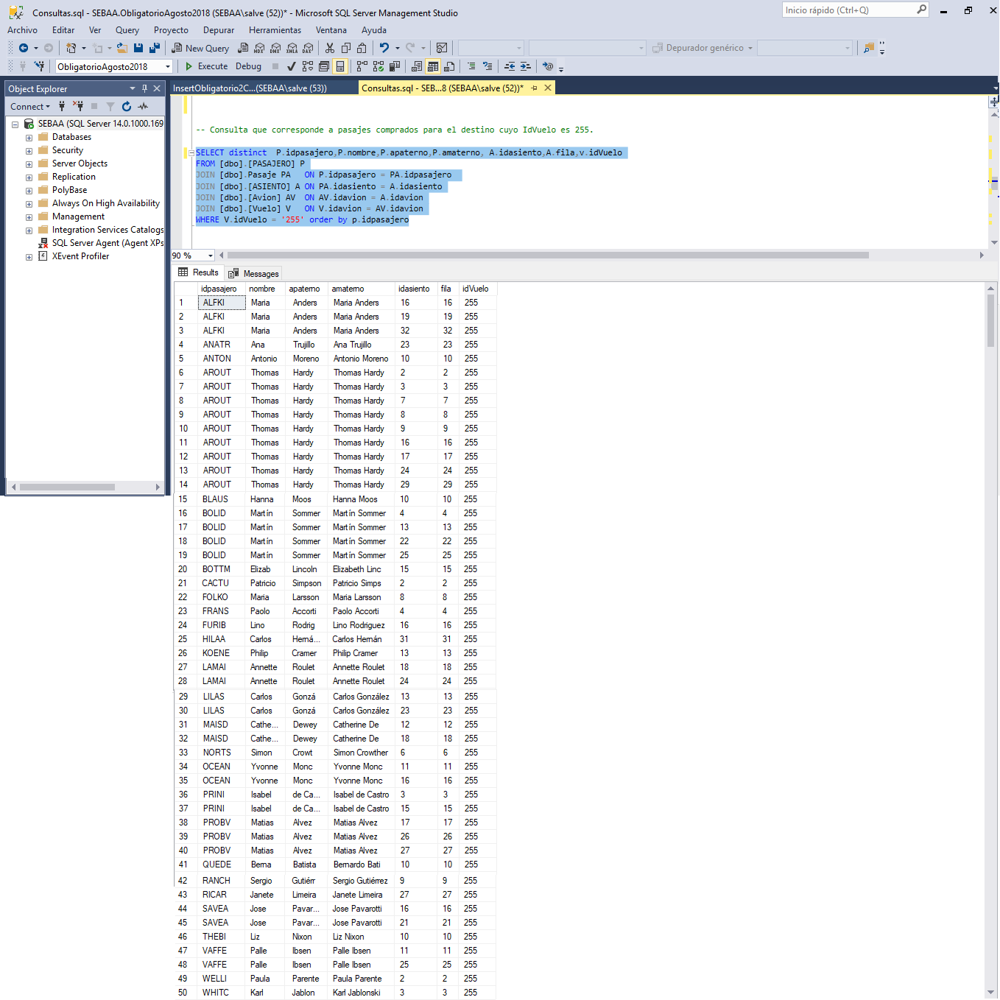 Consultas.sql - SEBAA.ObligatorioAgosto2018 (SEBAA\salve (52))* - Microsoft SQL Server Management Studio
Inicio rápido (Ctrl+Q)
Archivo Editar Ver Query Proyecto Depurar Herramientas Ventana Ayuda
New Query MDX DMX XMLA DAX Depurador genérico
ObligatorioAgosto2018 Execute Debug
Object Explorer
InsertObligatorio2C...(SEBAA\salve (53)) Consultas.sql - SEB...8 (SEBAA\salve (52))*
Connect
SEBAA (SQL Server 14.0.1000.169
Databases
Security
Server Objects
Replication
PolyBase
Always On High Availability
Management
Integration Services Catalogs
SQL Server Agent (Agent XPs
XEvent Profiler
-- Consulta que corresponde a pasajes comprados para el destino cuyo IdVuelo es 255.
SELECT distinct P.idpasajero,P.nombre,P.apaterno,P.amaterno, A.idasiento,A.fila,v.idVuelo
FROM [dbo].[PASAJERO] P
JOIN [dbo].Pasaje PA ON P.idpasajero = PA.idpasajero
JOIN [dbo].[ASIENTO] A ON PA.idasiento = A.idasiento
JOIN [dbo].[Avion] AV ON AV.idavion = A.idavion
JOIN [dbo].[Vuelo] V ON V.idavion = AV.idavion
WHERE V.idVuelo = '255' order by p.idpasajero
90 %
Results Messages
idpasajero nombre apaterno amaterno idasiento fila idVuelo
1 ALFKI Maria Anders Maria Anders 16 16 255
2 ALFKI Maria Anders Maria Anders 19 19 255
3 ALFKI Maria Anders Maria Anders 32 32 255
4 ANATR Ana Trujillo Ana Trujillo 23 23 255
5 ANTON Antonio Moreno Antonio Moreno 10 10 255
6 AROUT Thomas Hardy Thomas Hardy 2 2 255
7 AROUT Thomas Hardy Thomas Hardy 3 3 255
8 AROUT Thomas Hardy Thomas Hardy 7 7 255
9 AROUT Thomas Hardy Thomas Hardy 8 8 255
10 AROUT Thomas Hardy Thomas Hardy 9 9 255
11 AROUT Thomas Hardy Thomas Hardy 16 16 255
12 AROUT Thomas Hardy Thomas Hardy 17 17 255
13 AROUT Thomas Hardy Thomas Hardy 24 24 255
14 AROUT Thomas Hardy Thomas Hardy 29 29 255
15 BLAUS Hanna Moos Hanna Moos 10 10 255
16 BOLID Martín Sommer Martín Sommer 4 4 255
17 BOLID Martín Sommer Martín Sommer 13 13 255
18 BOLID Martín Sommer Martín Sommer 22 22 255
19 BOLID Martín Sommer Martín Sommer 25 25 255
20 BOTTM Elizab Lincoln Elizabeth Linc 15 15 255
21 CACTU Patricio Simpson Patricio Simps 2 2 255
22 FOLKO Maria Larsson Maria Larsson 8 8 255
23 FRANS Paolo Accorti Paolo Accorti 4 4 255
24 FURIB Lino Rodrig Lino Rodriguez 16 16 255
25 HILAA Carlos Herná... Carlos Hernán 31 31 255
26 KOENE Philip Cramer Philip Cramer 13 13 255
27 LAMAI Annette Roulet Annette Roulet 18 18 255
28 LAMAI Annette Roulet Annette Roulet 24 24 255
29 LILAS Carlos Gonzá Carlos González 13 13 255
30 LILAS Carlos Gonzá Carlos González 23 23 255
31 MAISD Cathe... Dewey Catherine De 12 12 255
32 MAISD Cathe... Dewey Catherine De 18 18 255
33 NORTS Simon Crowt Simon Crowther 6 6 255
34 OCEAN Yvonne Monc Yvonne Monc 11 11 255
35 OCEAN Yvonne Monc Yvonne Monc 16 16 255
36 PRINI Isabel de Ca... Isabel de Castro 3 3 255
37 PRINI Isabel de Ca... Isabel de Castro 15 15 255
38 PROBV Matias Alvez Matias Alvez 17 17 255
39 PROBV Matias Alvez Matias Alvez 26 26 255
40 PROBV Matias Alvez Matias Alvez 27 27 255
41 QUEDE Berna Batista Bernardo Bati 10 10 255
42 RANCH Sergio Gutiérr Sergio Gutiérrez 9 9 255
43 RICAR Janete Limeira Janete Limeira 27 27 255
44 SAVEA Jose Pavar... Jose Pavarotti 16 16 255
45 SAVEA Jose Pavar... Jose Pavarotti 21 21 255
46 THEBI Liz Nixon Liz Nixon 10 10 255
47 VAFFE Palle Ibsen Palle Ibsen 11 11 255
48 VAFFE Palle Ibsen Palle Ibsen 25 25 255
49 WELLI Paula Parente Paula Parente 2 2 255
50 WHITC Karl Jablon Karl Jablonski 3 3 255